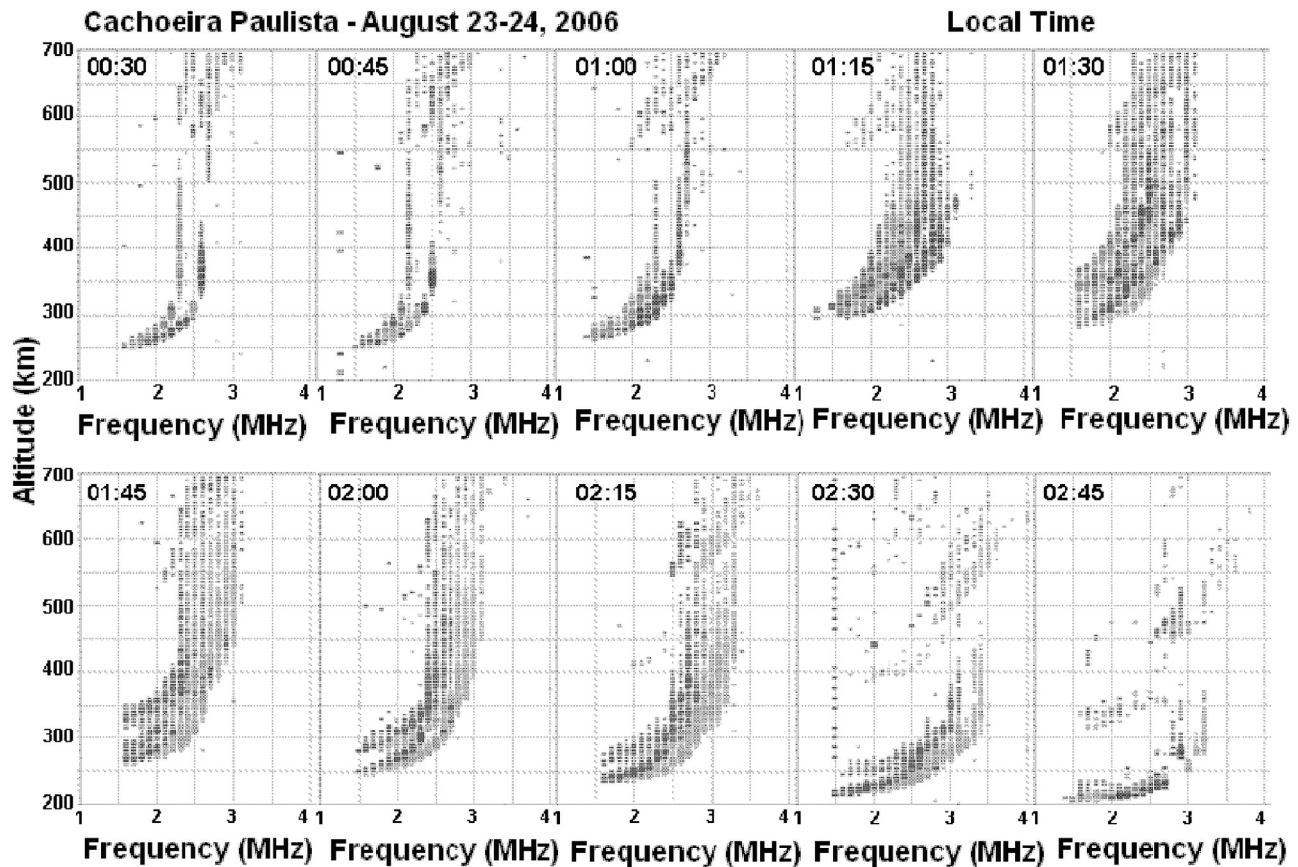 Cachoeira Paulista - August 23-24, 2006 Local Time
700 00:30 00:45 01:00 01:15 01:30
600
500
400
300
200
1 2 3 4 1 2 3 4 1 2 3 4 1 2 3 4 1 2 3 4
Frequency (MHz) Frequency (MHz) Frequency (MHz) Frequency (MHz) Frequency (MHz)
Altitude (km)
700 01:45 02:00 02:15 02:30 02:45
600
500
400
300
200
1 2 3 4 1 2 3 4 1 2 3 4 1 2 3 4 1 2 3 4
Frequency (MHz) Frequency (MHz) Frequency (MHz) Frequency (MHz) Frequency (MHz)